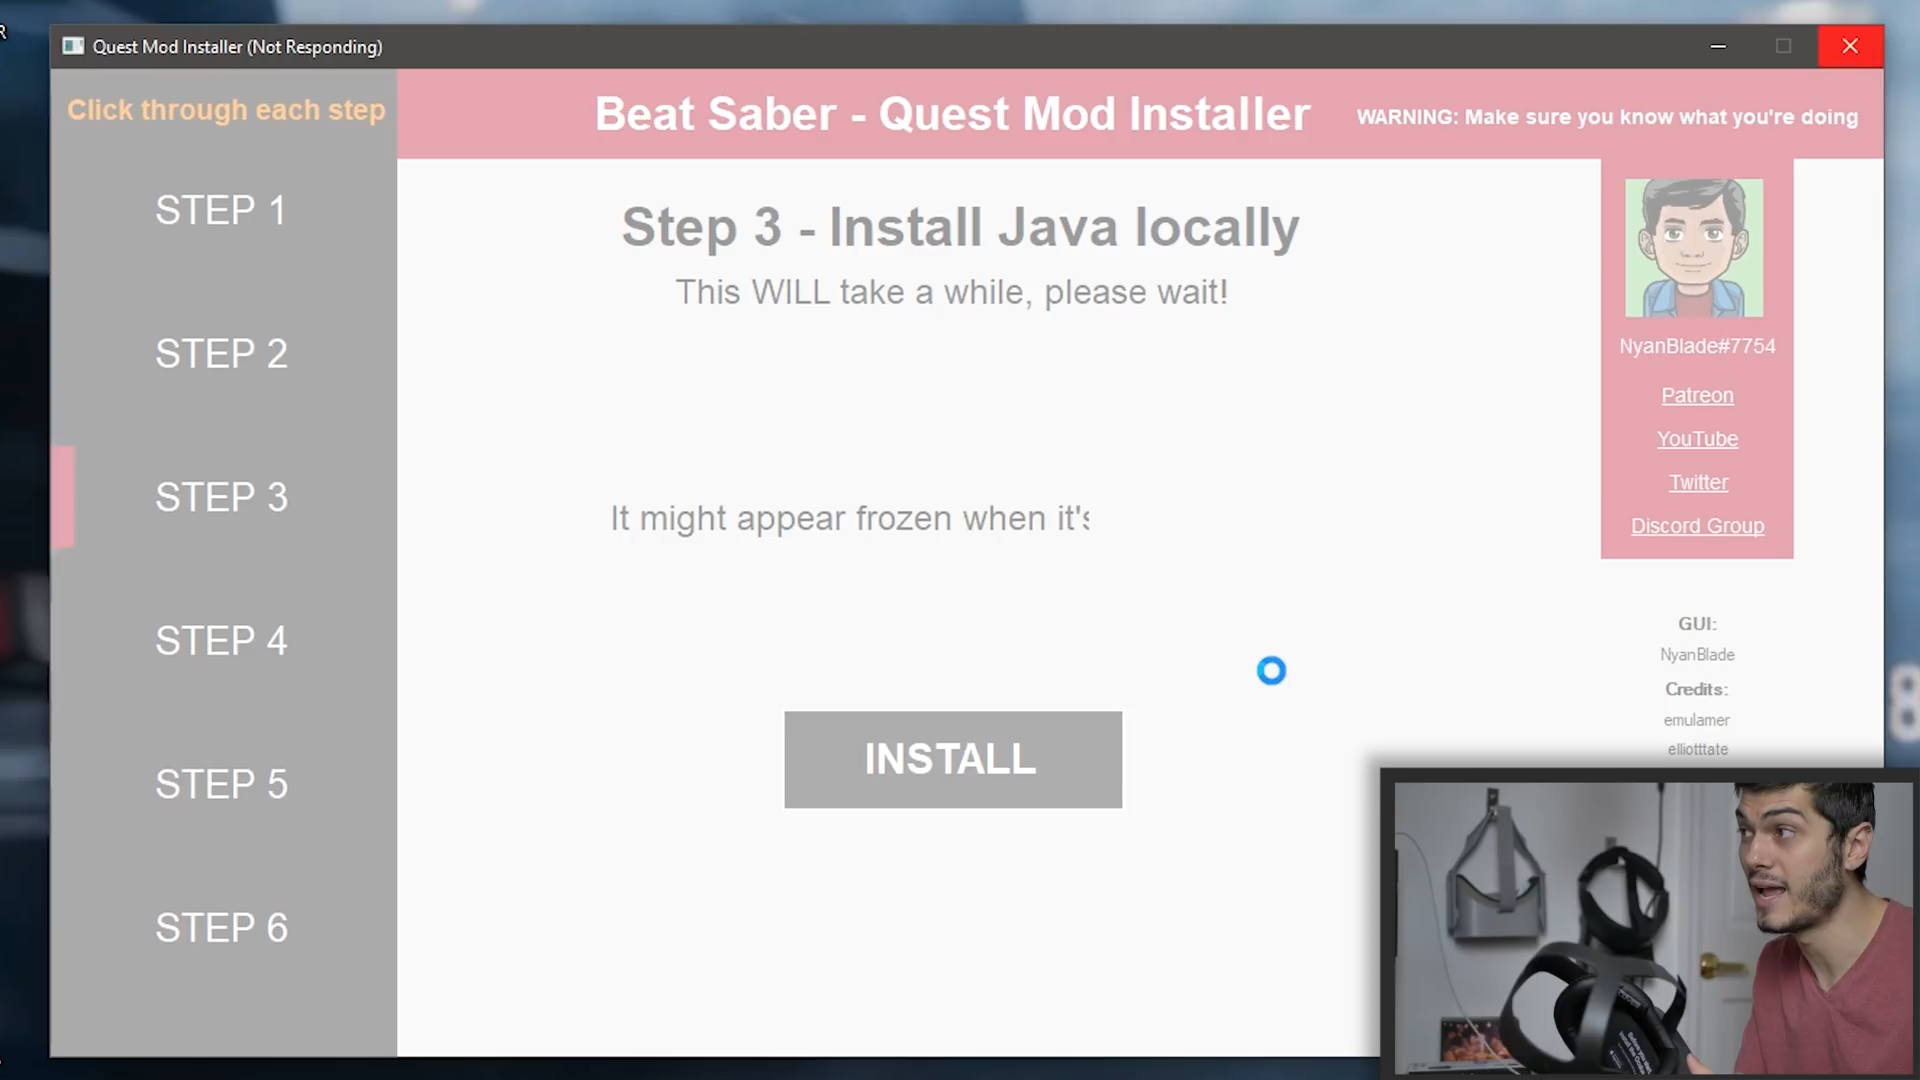 Quest Mod Installer (Not Responding)
Click through each step
Beat Saber - Quest Mod Installer
WARNING: Make sure you know what you're doing
STEP 1
STEP 2
STEP 3
STEP 4
STEP 5
STEP 6
Step 3 - Install Java locally
This WILL take a while, please wait!
It might appear frozen when it's
INSTALL
NyanBlade#7754
Patreon
YouTube
Twitter
Discord Group
GUI:
NyanBlade
Credits:
emulamer
elliotttate
R
8